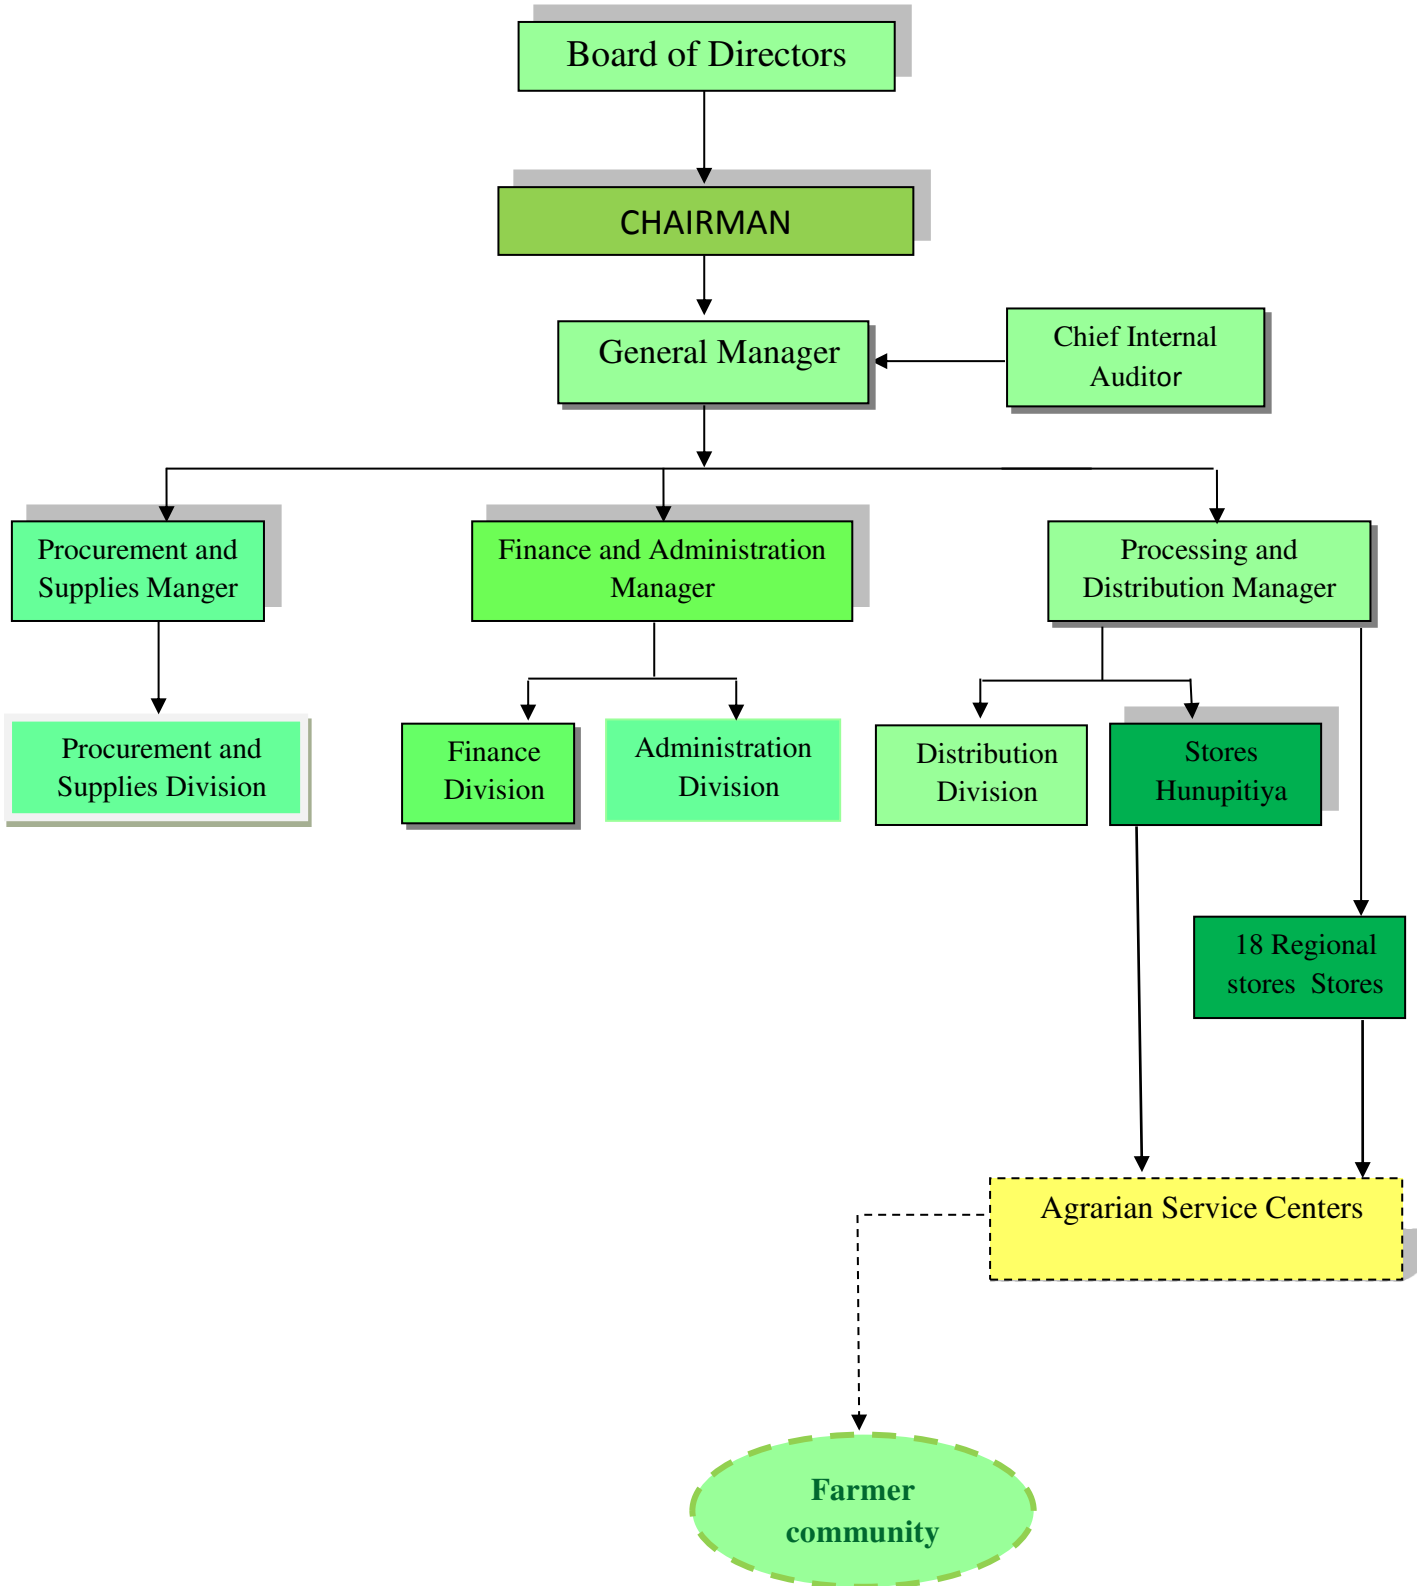 Board of Directors
CHAIRMAN
General Manager
Chief Internal
Auditor
Procurement and
Supplies Manger
Finance and Administration
Manager
Processing and
Distribution Manager
Procurement and
Supplies Division
Finance
Division
Administration
Division
Distribution
Division
Stores
Hunupitiya
18 Regional
stores  Stores
Agrarian Service Centers
Farmer
community